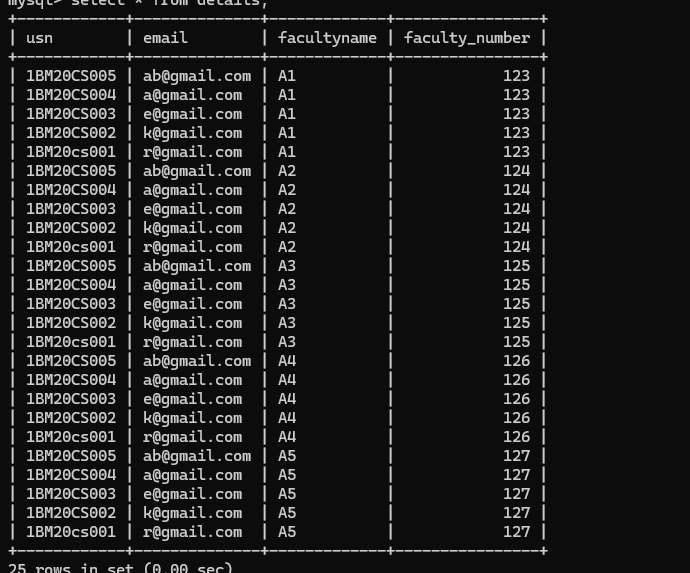 mysql> select * from details;
+------------+--------------+-------------+----------------+
| usn        | email        | facultyname | faculty_number |
+------------+--------------+-------------+----------------+
| 1BM20CS005 | ab@gmail.com | A1          |            123 |
| 1BM20CS004 | a@gmail.com  | A1          |            123 |
| 1BM20CS003 | e@gmail.com  | A1          |            123 |
| 1BM20CS002 | k@gmail.com  | A1          |            123 |
| 1BM20cs001 | r@gmail.com  | A1          |            123 |
| 1BM20CS005 | ab@gmail.com | A2          |            124 |
| 1BM20CS004 | a@gmail.com  | A2          |            124 |
| 1BM20CS003 | e@gmail.com  | A2          |            124 |
| 1BM20CS002 | k@gmail.com  | A2          |            124 |
| 1BM20cs001 | r@gmail.com  | A2          |            124 |
| 1BM20CS005 | ab@gmail.com | A3          |            125 |
| 1BM20CS004 | a@gmail.com  | A3          |            125 |
| 1BM20CS003 | e@gmail.com  | A3          |            125 |
| 1BM20CS002 | k@gmail.com  | A3          |            125 |
| 1BM20cs001 | r@gmail.com  | A3          |            125 |
| 1BM20CS005 | ab@gmail.com | A4          |            126 |
| 1BM20CS004 | a@gmail.com  | A4          |            126 |
| 1BM20CS003 | e@gmail.com  | A4          |            126 |
| 1BM20CS002 | k@gmail.com  | A4          |            126 |
| 1BM20cs001 | r@gmail.com  | A4          |            126 |
| 1BM20CS005 | ab@gmail.com | A5          |            127 |
| 1BM20CS004 | a@gmail.com  | A5          |            127 |
| 1BM20CS003 | e@gmail.com  | A5          |            127 |
| 1BM20CS002 | k@gmail.com  | A5          |            127 |
| 1BM20cs001 | r@gmail.com  | A5          |            127 |
+------------+--------------+-------------+----------------+
25 rows in set (0.00 sec)